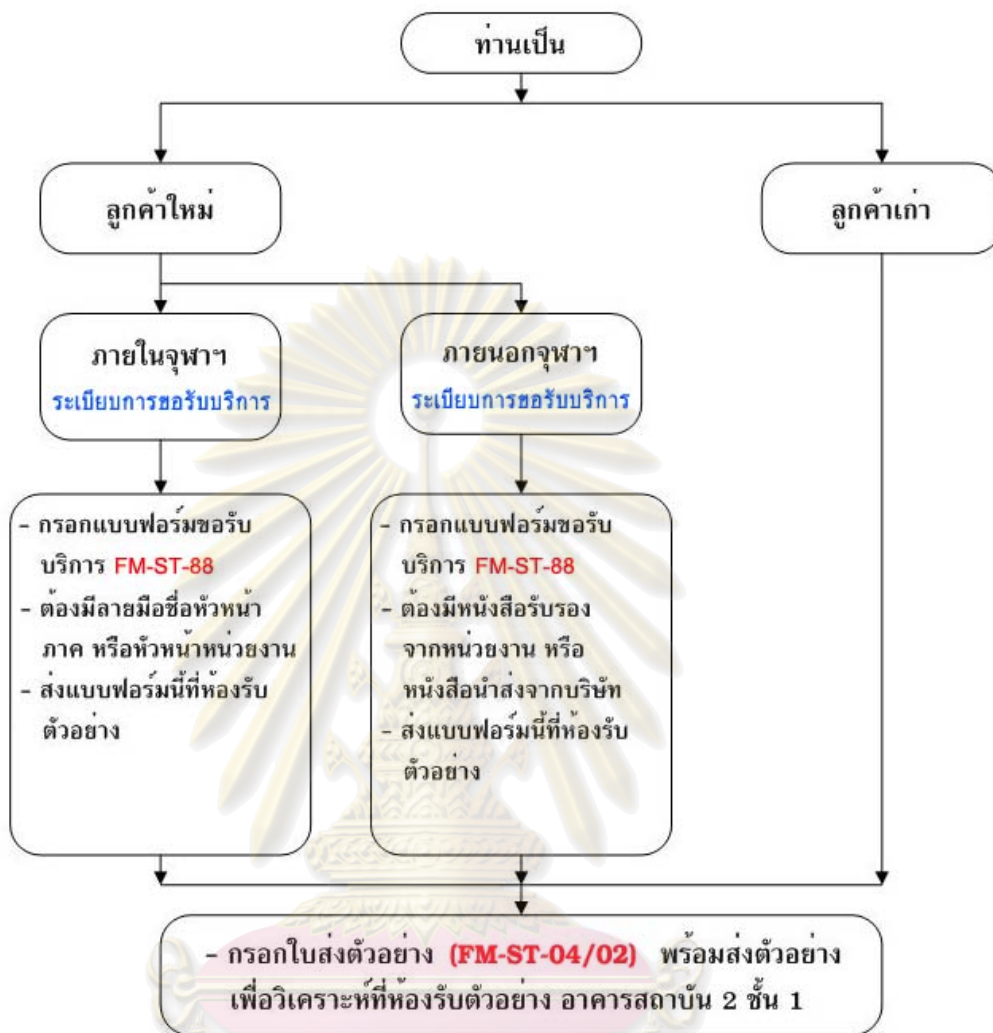 ท่านเป็น
ลูกค้าใหม่
ลูกค้าเก่า
ภายในจุฬาฯ
ระเบียบการขอรับบริการ
ภายนอกจุฬาฯ
ระเบียบการขอรับบริการ
- กรอกแบบฟอร์มขอรับ
บริการ FM-ST-88
- ต้องมีลายมือชื่อหัวหน้า
ภาค หรือหัวหน้าหน่วยงาน
- ส่งแบบฟอร์มนี้ที่ห้องรับ
ตัวอย่าง
- กรอกแบบฟอร์มขอรับ
บริการ FM-ST-88
- ต้องมีหนังสือรับรอง
จากหน่วยงาน หรือ
หนังสือนำส่งจากบริษัท
- ส่งแบบฟอร์มนี้ที่ห้องรับ
ตัวอย่าง
- กรอกใบส่งตัวอย่าง (FM-ST-04/02) พร้อมส่งตัวอย่าง
เพื่อวิเคราะห์ที่ห้องรับตัวอย่าง อาคารสถาบัน 2 ชั้น 1